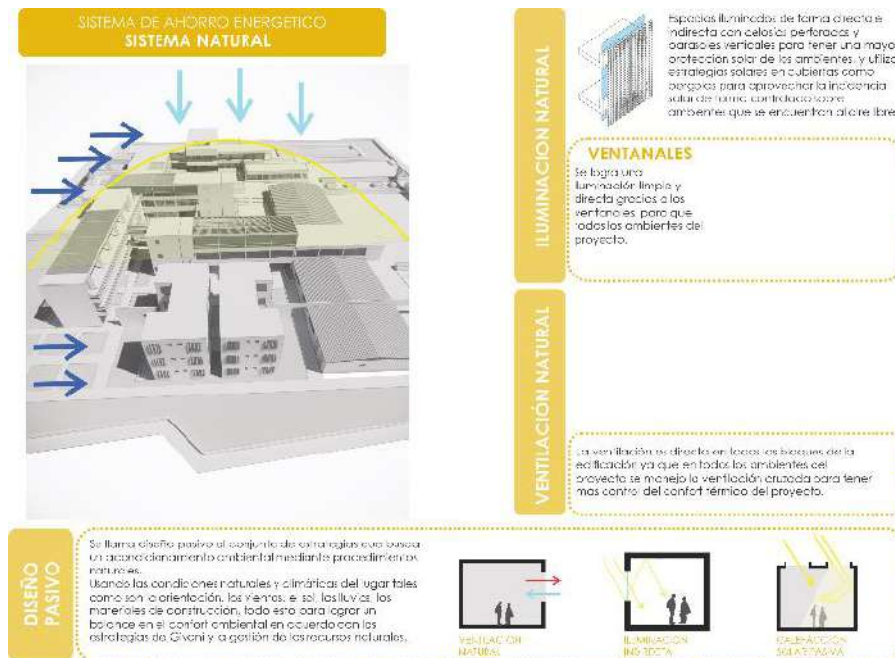 SISTEMA DE AHORRO ENERGETICO
SISTEMA NATURAL
ILUMINACION NATURAL
Espacios iluminados de forma directa e
indirecta con celosías perforadas y
parasoles verticales para tener una mayo
protección solar de los ambientes, y utiliza
estrategias solares en cubiertas como
pergolas para aprovechar la incidencia
solar de forma controlada sobre
ambientes que se encuentran al aire libre
VENTANALES
Se logra una
iluminación limpia y
directa gracias a los
ventanales, para que
todos los ambientes del
proyecto.
VENTILACIÓN NATURAL
La ventilación es directa en todos los bloques de la
edificación ya que en todos los ambientes del
proyecto se manejo la ventilación cruzada para tener
mas control del confort térmico del proyecto.
DISEÑO
PASIVO
Se llama diseño pasivo al conjunto de estrategias que busca
un acondicionamiento ambiental mediante procedimientos
naturales.
Usando las condiciones naturales y climáticas del lugar tales
como son la orientación, los vientos, el sol, las lluvias, los
materiales de construcción, todo esto para lograr un
balance en el confort ambiental en acuerdo con las
estrategias de Givoni y la gestión de los recursos naturales.
VENTILACION
NATURAL
ILUMINACION
INDIRECTA
CALEFACCION
SOLAR PASIVA